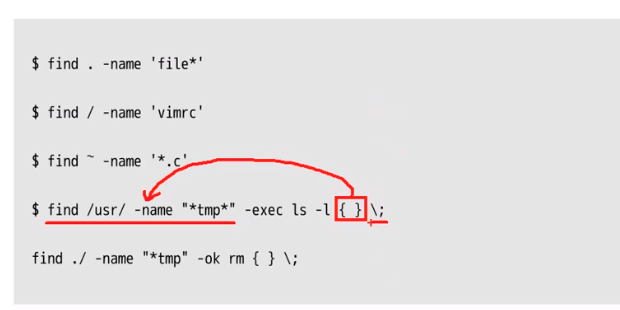 $ find . -name 'file*'
$ find / -name 'vimrc'
$ find ~ -name '*.c'
$ find /usr/ -name "*tmp*" -exec ls -l { } \;
find ./ -name "*tmp" -ok rm { } \;